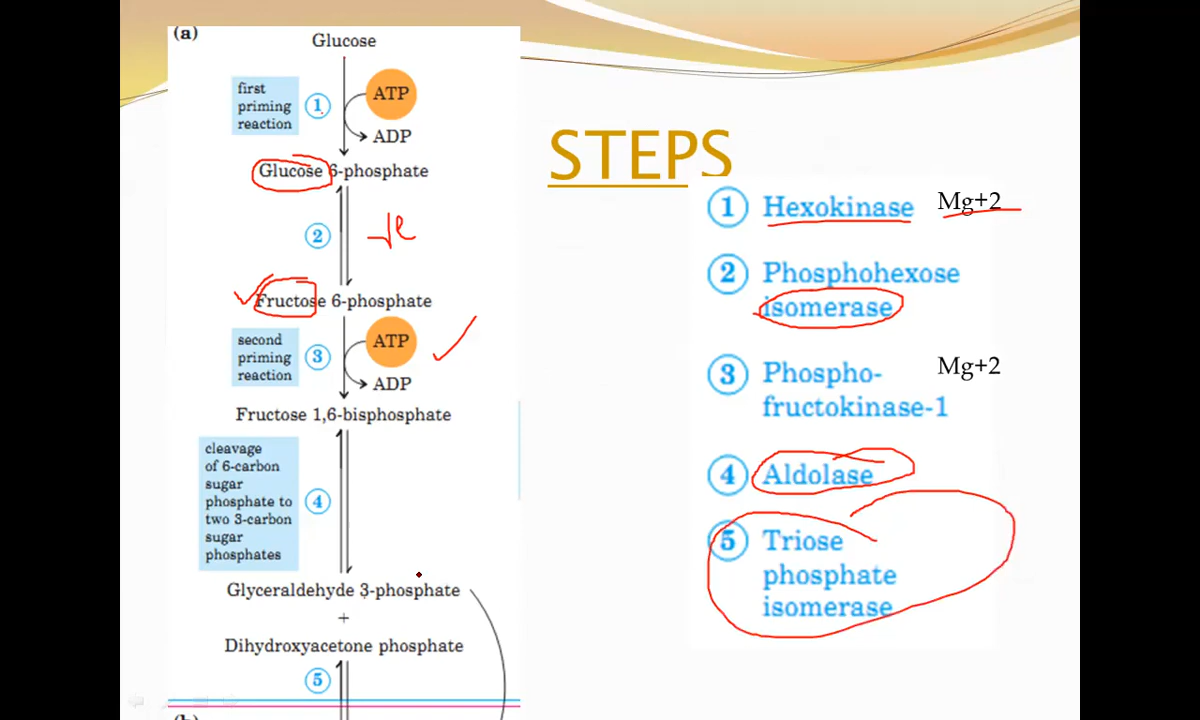 (a)
Glucose
first
priming
reaction
1
ATP
ADP
Glucose 6-phosphate
2
Fructose 6-phosphate
second
priming
reaction
3
ATP
ADP
Fructose 1,6-bisphosphate
cleavage
of 6-carbon
sugar
phosphate to
two 3-carbon
sugar
phosphates
4
Glyceraldehyde 3-phosphate
+
Dihydroxyacetone phosphate
5
STEPS
1 Hexokinase Mg+2
2 Phosphohexose
isomerase
3 Phospho- Mg+2
fructokinase-1
4 Aldolase
5 Triose
phosphate
isomerase